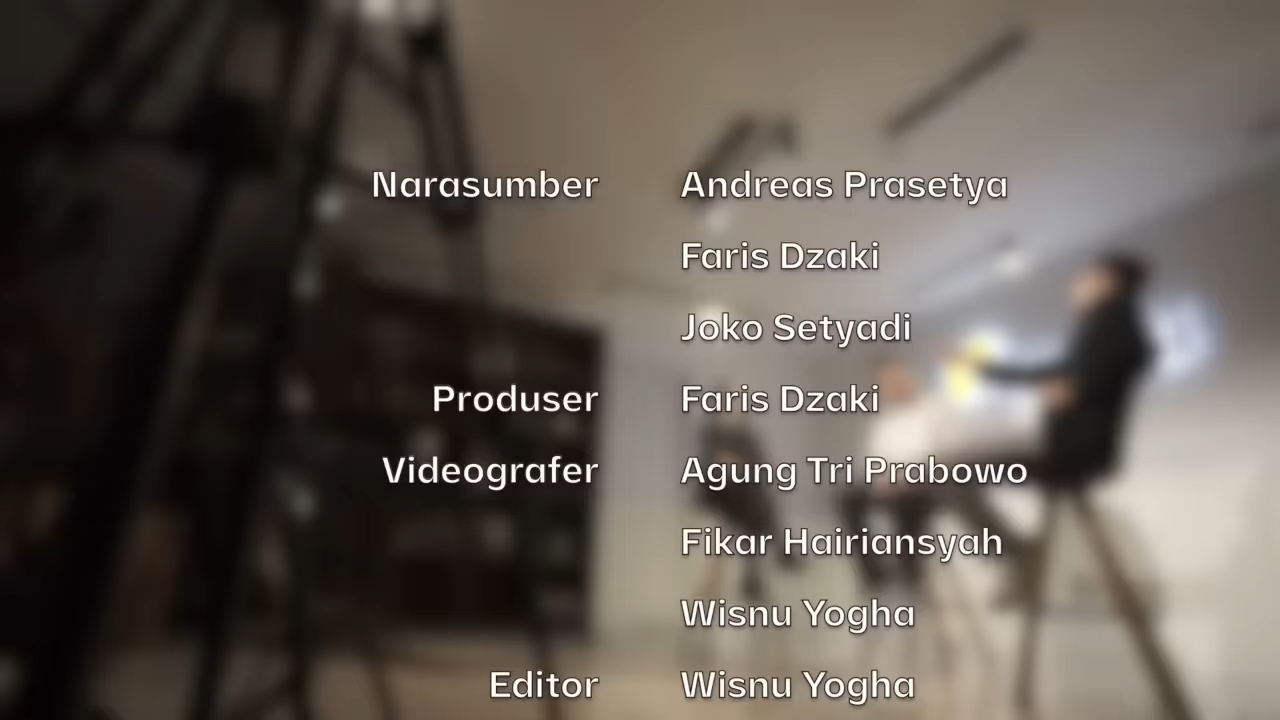 Narasumber Andreas Prasetya
Faris Dzaki
Joko Setyadi
Produser Faris Dzaki
Videografer Agung Tri Prabowo
Fikar Hairiansyah
Wisnu Yogha
Editor Wisnu Yogha